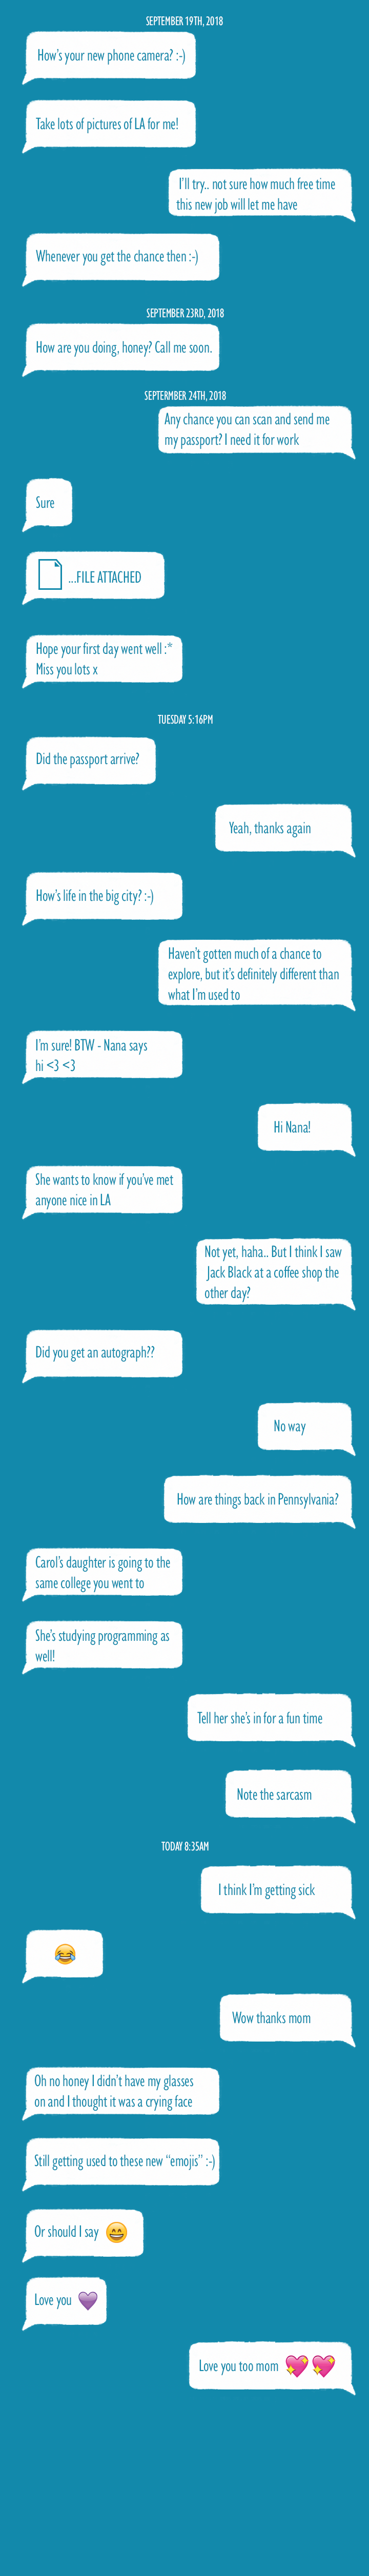 SEPTEMBER 19TH, 2018
How's your new phone camera? :-)
Take lots of pictures of LA for me!
I'll try.. not sure how much free time
this new job will let me have
Whenever you get the chance then :-)
SEPTEMBER 23RD, 2018
How are you doing, honey? Call me soon.
SEPTERMBER 24TH, 2018
Any chance you can scan and send me
my passport? I need it for work
Sure
...FILE ATTACHED
Hope your first day went well :*
Miss you lots x
TUESDAY 5:16PM
Did the passport arrive?
Yeah, thanks again
How's life in the big city? :-)
Haven't gotten much of a chance to
explore, but it's definitely different than
what I'm used to
I'm sure! BTW - Nana says
hi <3 <3
Hi Nana!
She wants to know if you've met
anyone nice in LA
Not yet, haha.. But I think I saw
Jack Black at a coffee shop the
other day?
Did you get an autograph??
No way
How are things back in Pennsylvania?
Carol's daughter is going to the
same college you went to
She's studying programming as
well!
Tell her she's in for a fun time
Note the sarcasm
TODAY 8:35AM
I think I'm getting sick
😂
Wow thanks mom
Oh no honey I didn't have my glasses
on and I thought it was a crying face
Still getting used to these new “emojis” :-)
Or should I say 😄
Love you 💜
Love you too mom 💖💖